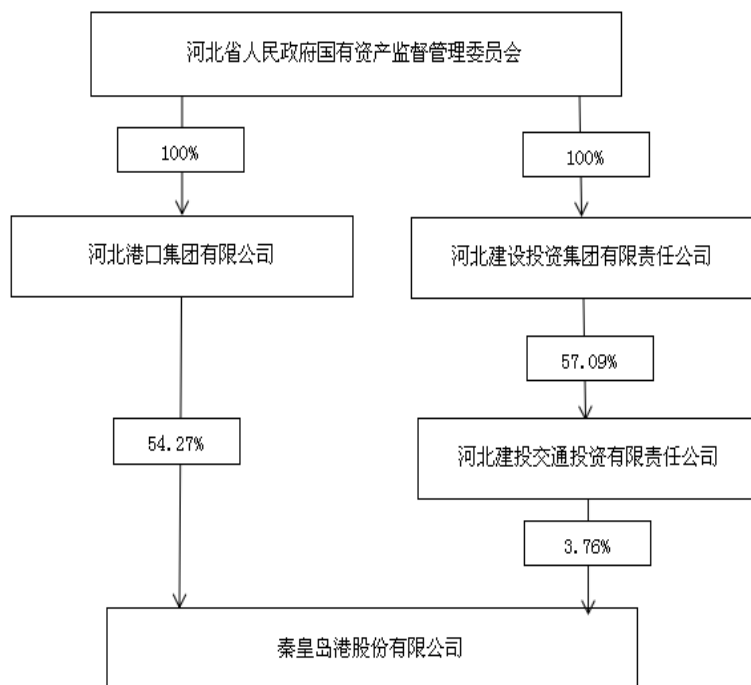 河北省人民政府国有资产监督管理委员会
100%
100%
河北港口集团有限公司
河北建设投资集团有限责任公司
57.09%
54.27%
河北建投交通投资有限责任公司
3.76%
秦皇岛港股份有限公司